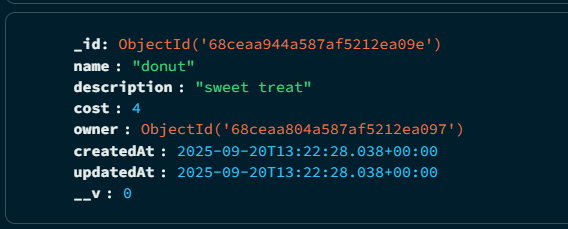 _id: ObjectId('68ceaa944a587af5212ea09e')
name : "donut"
description : "sweet treat"
cost : 4
owner : ObjectId('68ceaa804a587af5212ea097')
createdAt : 2025-09-20T13:22:28.038+00:00
updatedAt : 2025-09-20T13:22:28.038+00:00
__v : 0